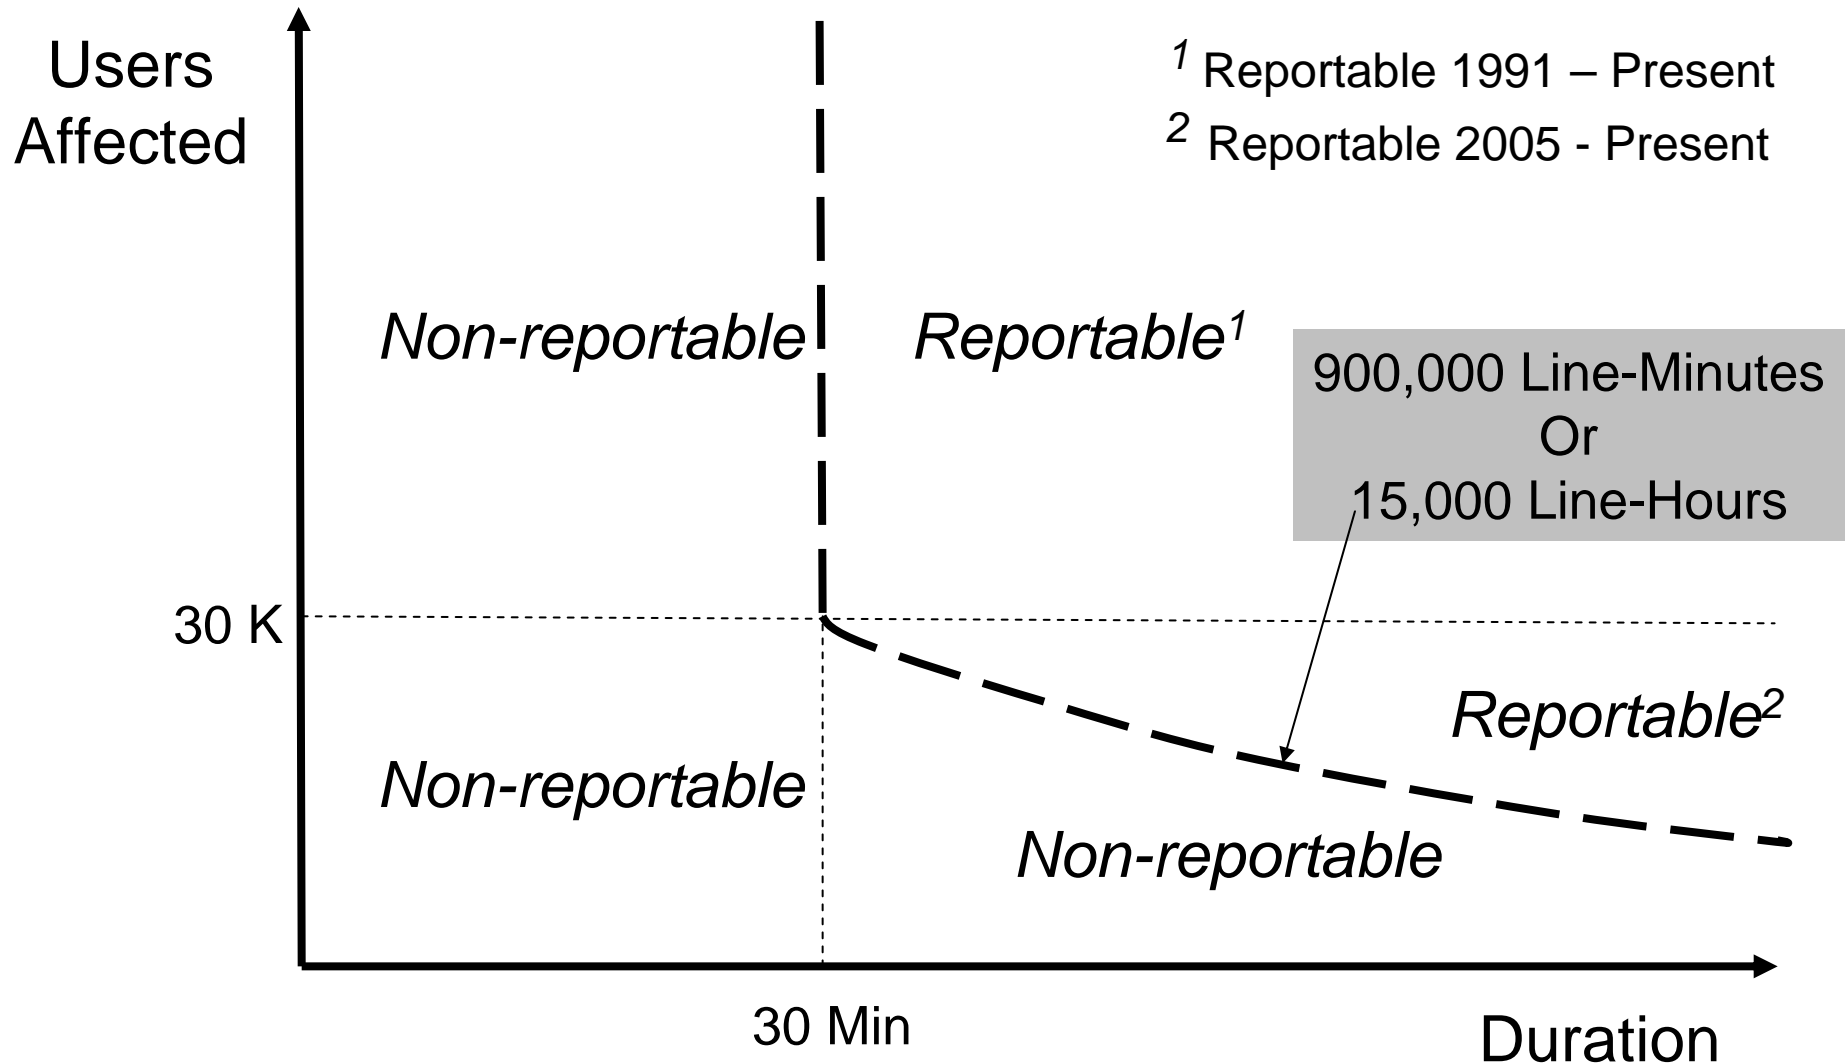 Users
Affected
1 Reportable 1991 – Present
2 Reportable 2005 - Present
Non-reportable
Reportable1
900,000 Line-Minutes
Or
15,000 Line-Hours
30 K
Reportable2
Non-reportable
Non-reportable
30 Min
Duration